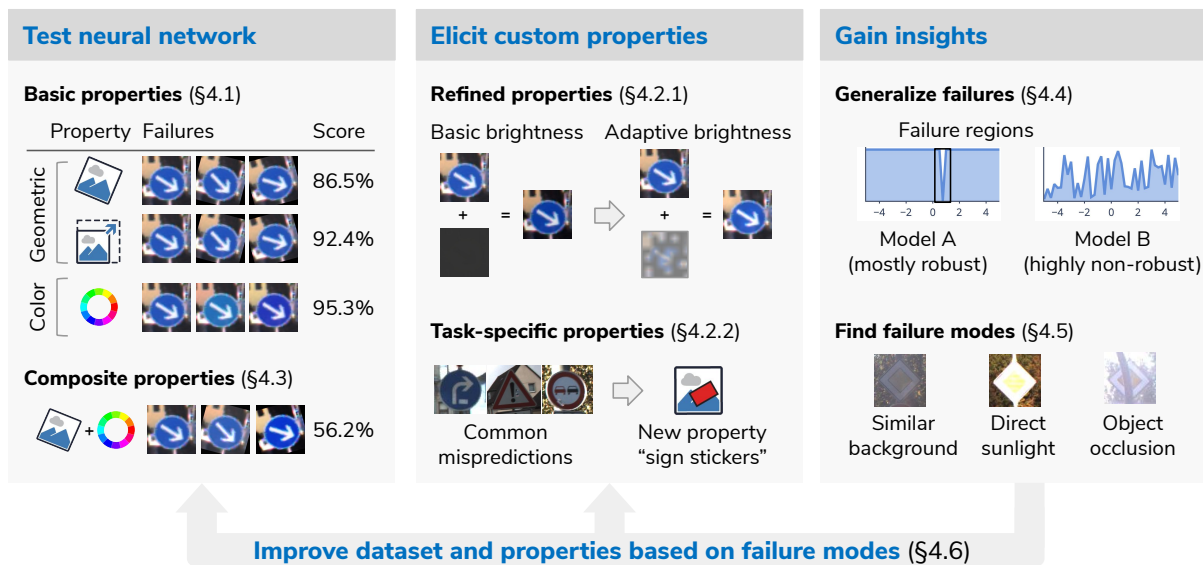 Test neural network
Basic properties (§4.1)
Property Failures Score
Geometric
86.5%
92.4%
Color
95.3%
Composite properties (§4.3)
+
56.2%
Elicit custom properties
Refined properties (§4.2.1)
Basic brightness
Adaptive brightness
+ =
+ =
Task-specific properties (§4.2.2)
Common
mispredictions
New property
“sign stickers”
Gain insights
Generalize failures (§4.4)
Failure regions
−4 −2 0 2 4
Model A
(mostly robust)
−4 −2 0 2 4
Model B
(highly non-robust)
Find failure modes (§4.5)
Similar
background
Direct
sunlight
Object
occlusion
Improve dataset and properties based on failure modes (§4.6)